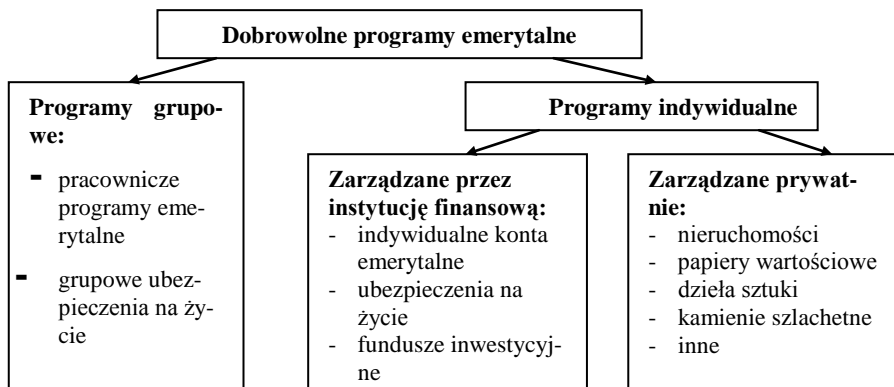 Dobrowolne programy emerytalne
Programy grupo-
we:
- pracownicze
programy eme-
rytalne
- grupowe ubez-
pieczenia na ży-
cie
Programy indywidualne
Zarządzane przez
instytucję finansową:
- indywidualne konta
emerytalne
- ubezpieczenia na
życie
- fundusze inwestycyj-
ne
Zarządzane prywat-
nie:
- nieruchomości
- papiery wartościowe
- dzieła sztuki
- kamienie szlachetne
- inne